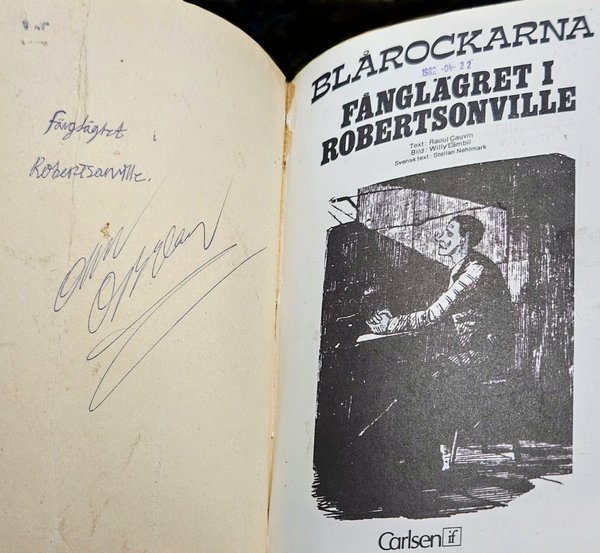 Fånglägret i
Robertsonville.
BLÅROCKARNA
1982 -04- 22
FÅNGLÄGRET I
ROBERTSONVILLE
Text: Raoul Cauvin
Bild: Willy Lambil
Svensk text: Stellan Nehlmark
Carlsen if